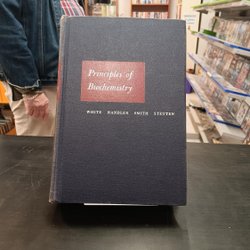 Principles of
Biochemistry
WHITE HANDLER SMITH STETTEN